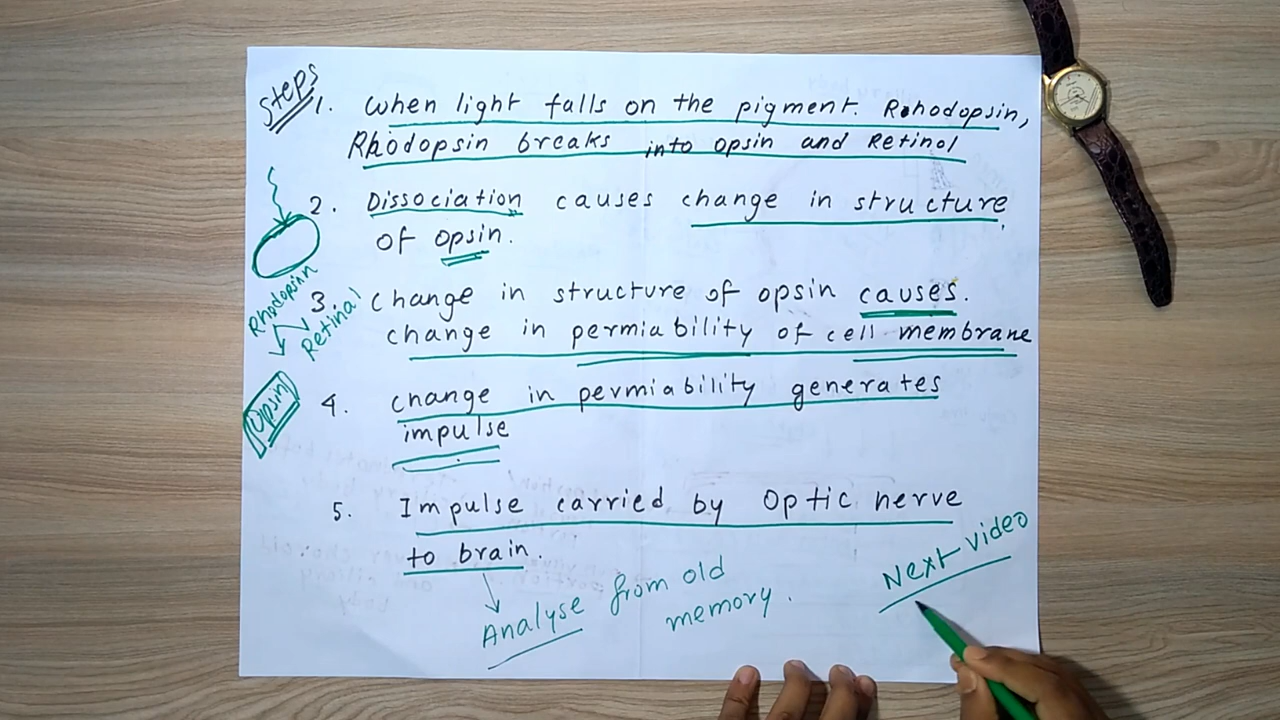 Steps
1. When light falls on the pigment. Rohodopsin,
Rhodopsin breaks into opsin and Retinol
2. Dissociation causes change in structure
of opsin.
Rhodopsin
Retinal
Opsin
3. change in structure of opsin causes.
change in permiability of cell membrane
4. change in permiability generates
impulse
5. Impulse carried by Optic nerve
to brain.
Analyse from old
memory.
Next video